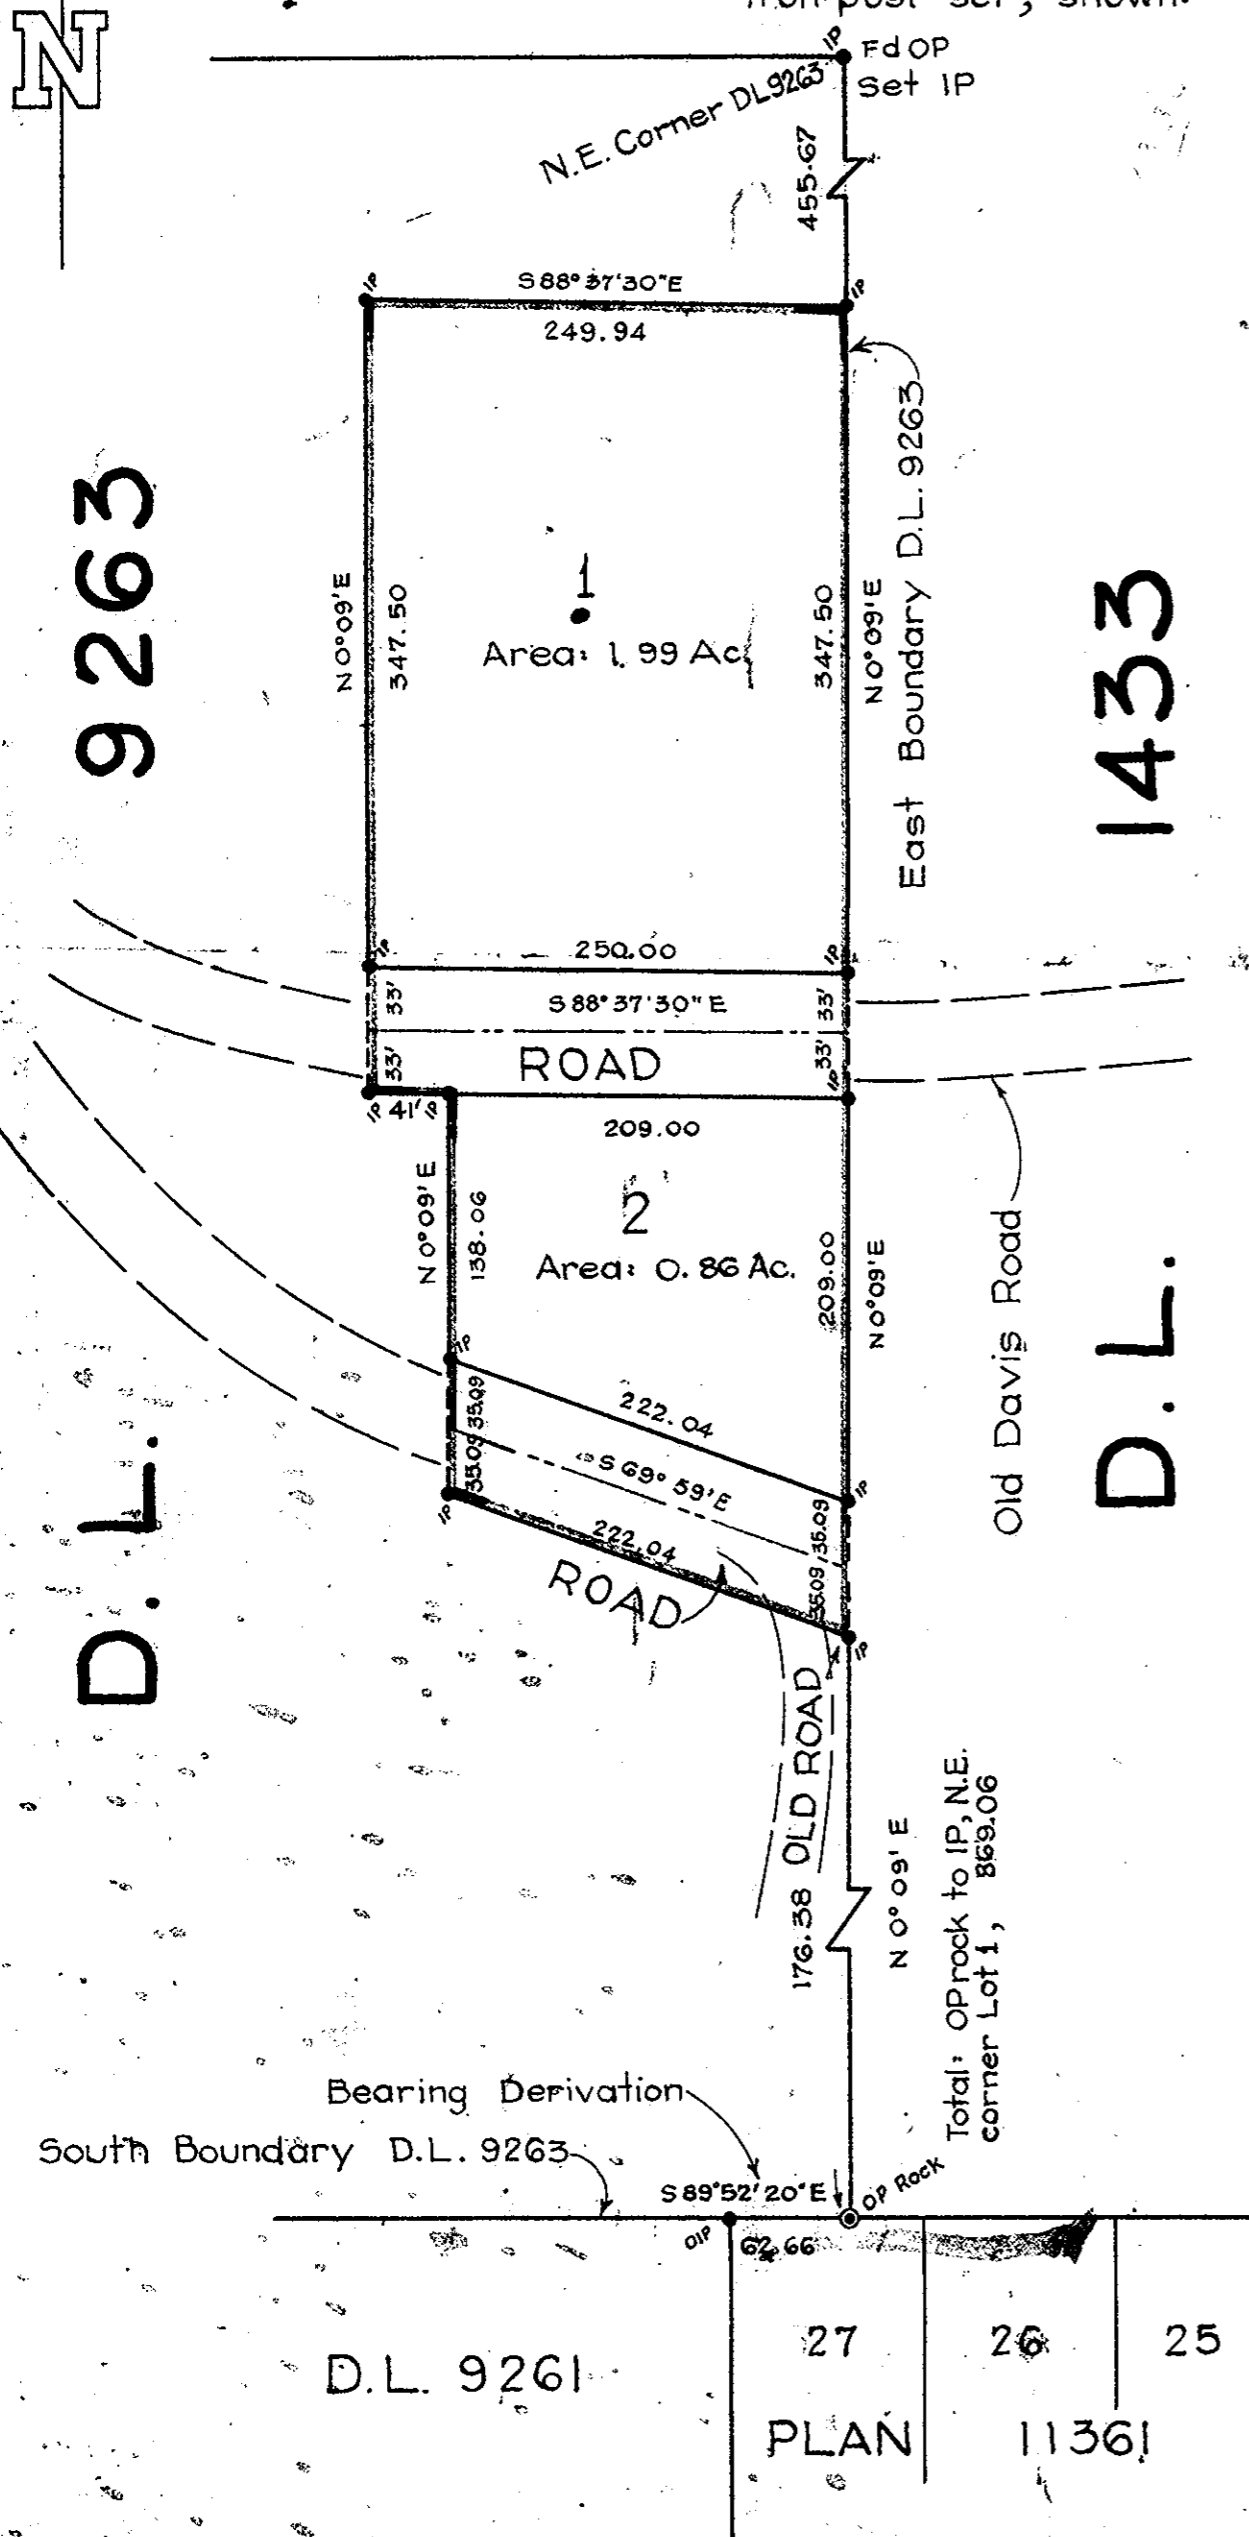 N
Iron post set, shown.
IP
Fd OP
Set IP
N.E. Corner DL9263
455.67
IP
S 88° 37' 30" E
IP
249.94
East Boundary D.L. 9263
N 0° 09' E
347.50
1
Area: 1.99 Ac.
347.50
N 0° 09' E
D. L. 9263
D. L. 1433
IP
250.00
IP
33'
S 88° 37' 30" E
33'
33'
ROAD
33'
IP
IP
41'
IP
209.00
N 0° 09' E
138.06
2
Area: 0.86 Ac.
209.00
N 0° 09' E
Old Davis Road
IP
222.04
35.09
35.09
S 69° 59' E
IP
35.09
35.09
IP
222.04
ROAD
IP
OLD ROAD
176.38
N 0° 09' E
Total: OP rock to IP, N.E.
corner Lot 1, 869.06
Bearing Derivation
South Boundary D.L. 9263
S 89° 52' 20" E
OP Rock
OIP
62.66
27
26
25
D.L. 9261
PLAN 11361